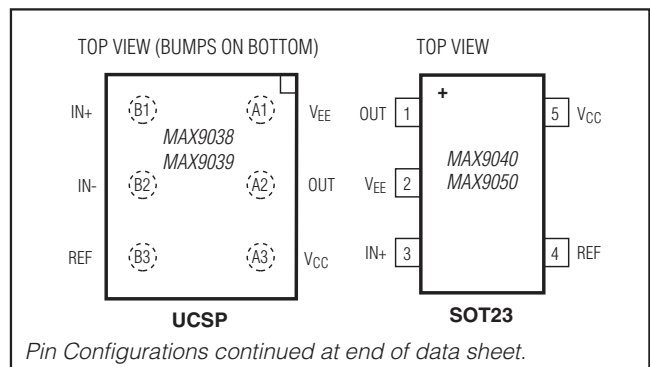 TOP VIEW (BUMPS ON BOTTOM)
IN+ B1 A1 VEE
MAX9038
MAX9039
IN- B2 A2 OUT
REF B3 A3 VCC
UCSP
TOP VIEW
+
OUT 1 5 VCC
MAX9040
MAX9050
VEE 2
IN+ 3 4 REF
SOT23
Pin Configurations continued at end of data sheet.